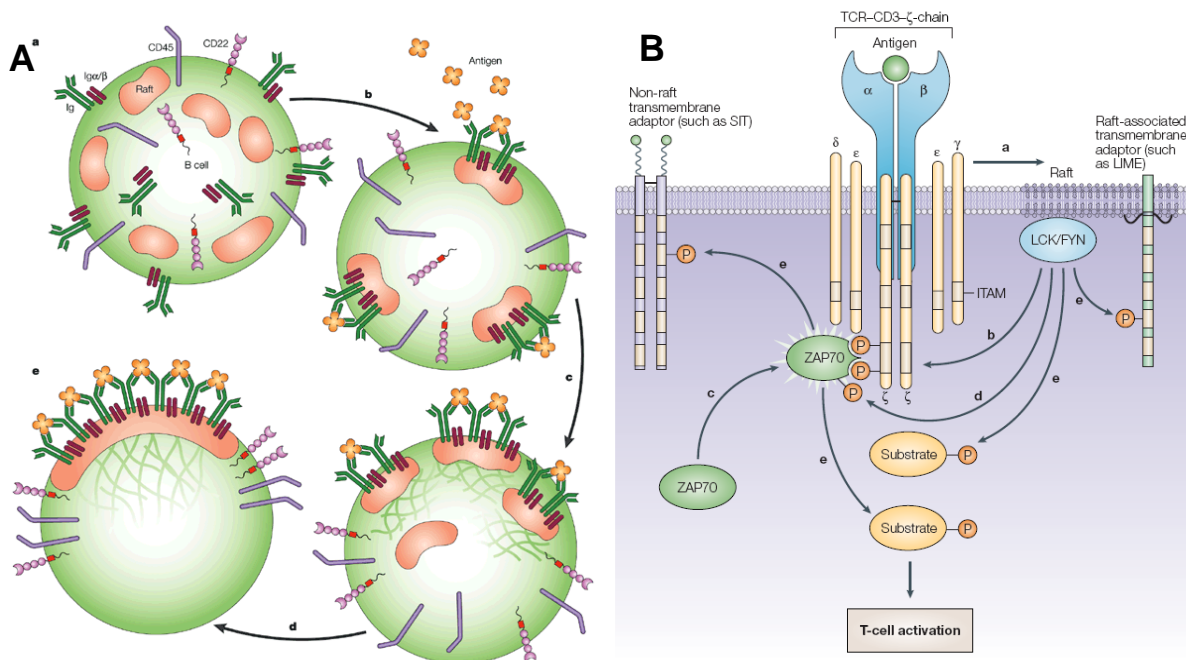 A
a
CD45
CD22
Igα/β
Ig
Raft
B cell
Antigen
b
c
d
e
B
TCR–CD3–ζ-chain
Antigen
α
β
Non-raft
transmembrane
adaptor (such as SIT)
δ
ε
ε
γ
a
Raft
Raft-associated
transmembrane
adaptor (such
as LIME)
LCK/FYN
P
e
ITAM
e
P
b
ZAP70
P
P
P
ζ
ζ
c
d
e
e
Substrate
P
ZAP70
Substrate
P
T-cell activation